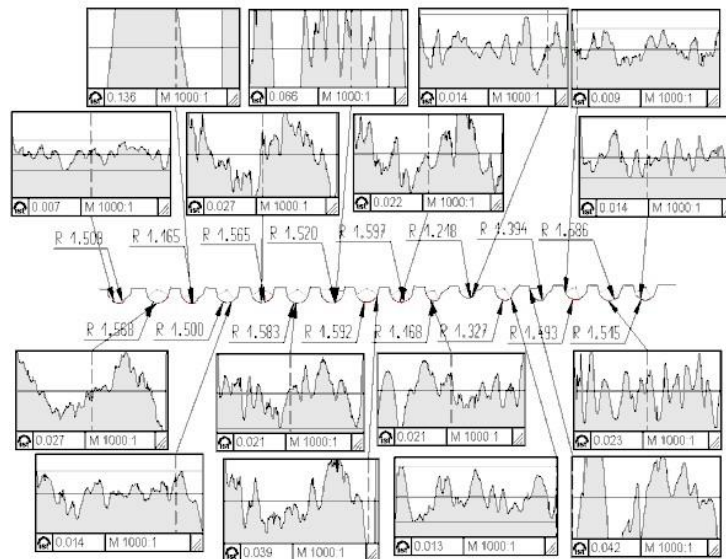 0.136 M 1000:1
0.066 M 1000:1
0.014 M 1000:1
0.009 M 1000:1
0.007 M 1000:1
0.027 M 1000:1
0.022 M 1000:1
0.014 M 1000:1
R 1.509
R 1.165
R 1.565
R 1.520
R 1.597
R 1.218
R 1.394
R 1.686
R 1.568
R 1.500
R 1.583
R 1.592
R 1.168
R 1.327
R 1.493
R 1.515
0.027 M 1000:1
0.021 M 1000:1
0.021 M 1000:1
0.023 M 1000:1
0.014 M 1000:1
0.039 M 1000:1
0.013 M 1000:1
0.042 M 1000:1